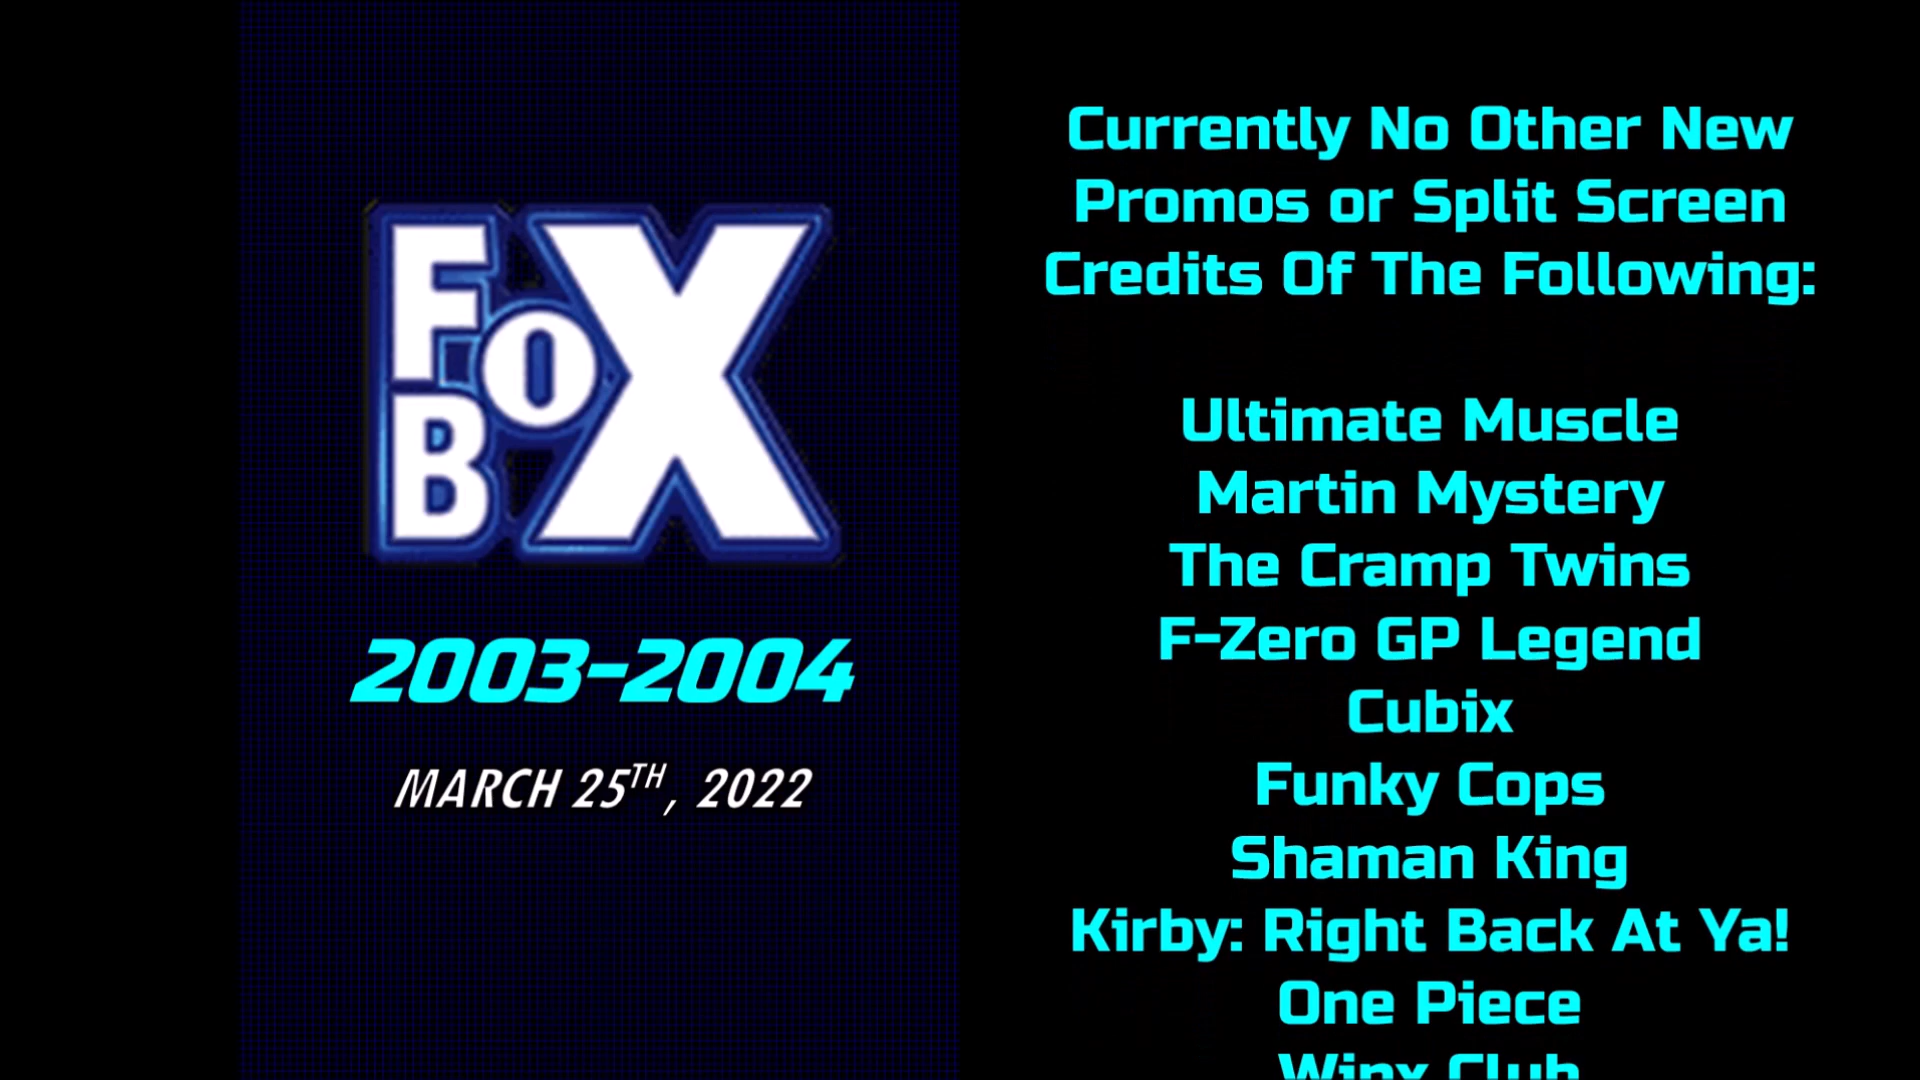 FoX
BoX
2003-2004
MARCH 25TH, 2022
Currently No Other New
Promos or Split Screen
Credits Of The Following:
Ultimate Muscle
Martin Mystery
The Cramp Twins
F-Zero GP Legend
Cubix
Funky Cops
Shaman King
Kirby: Right Back At Ya!
One Piece
Winx Club